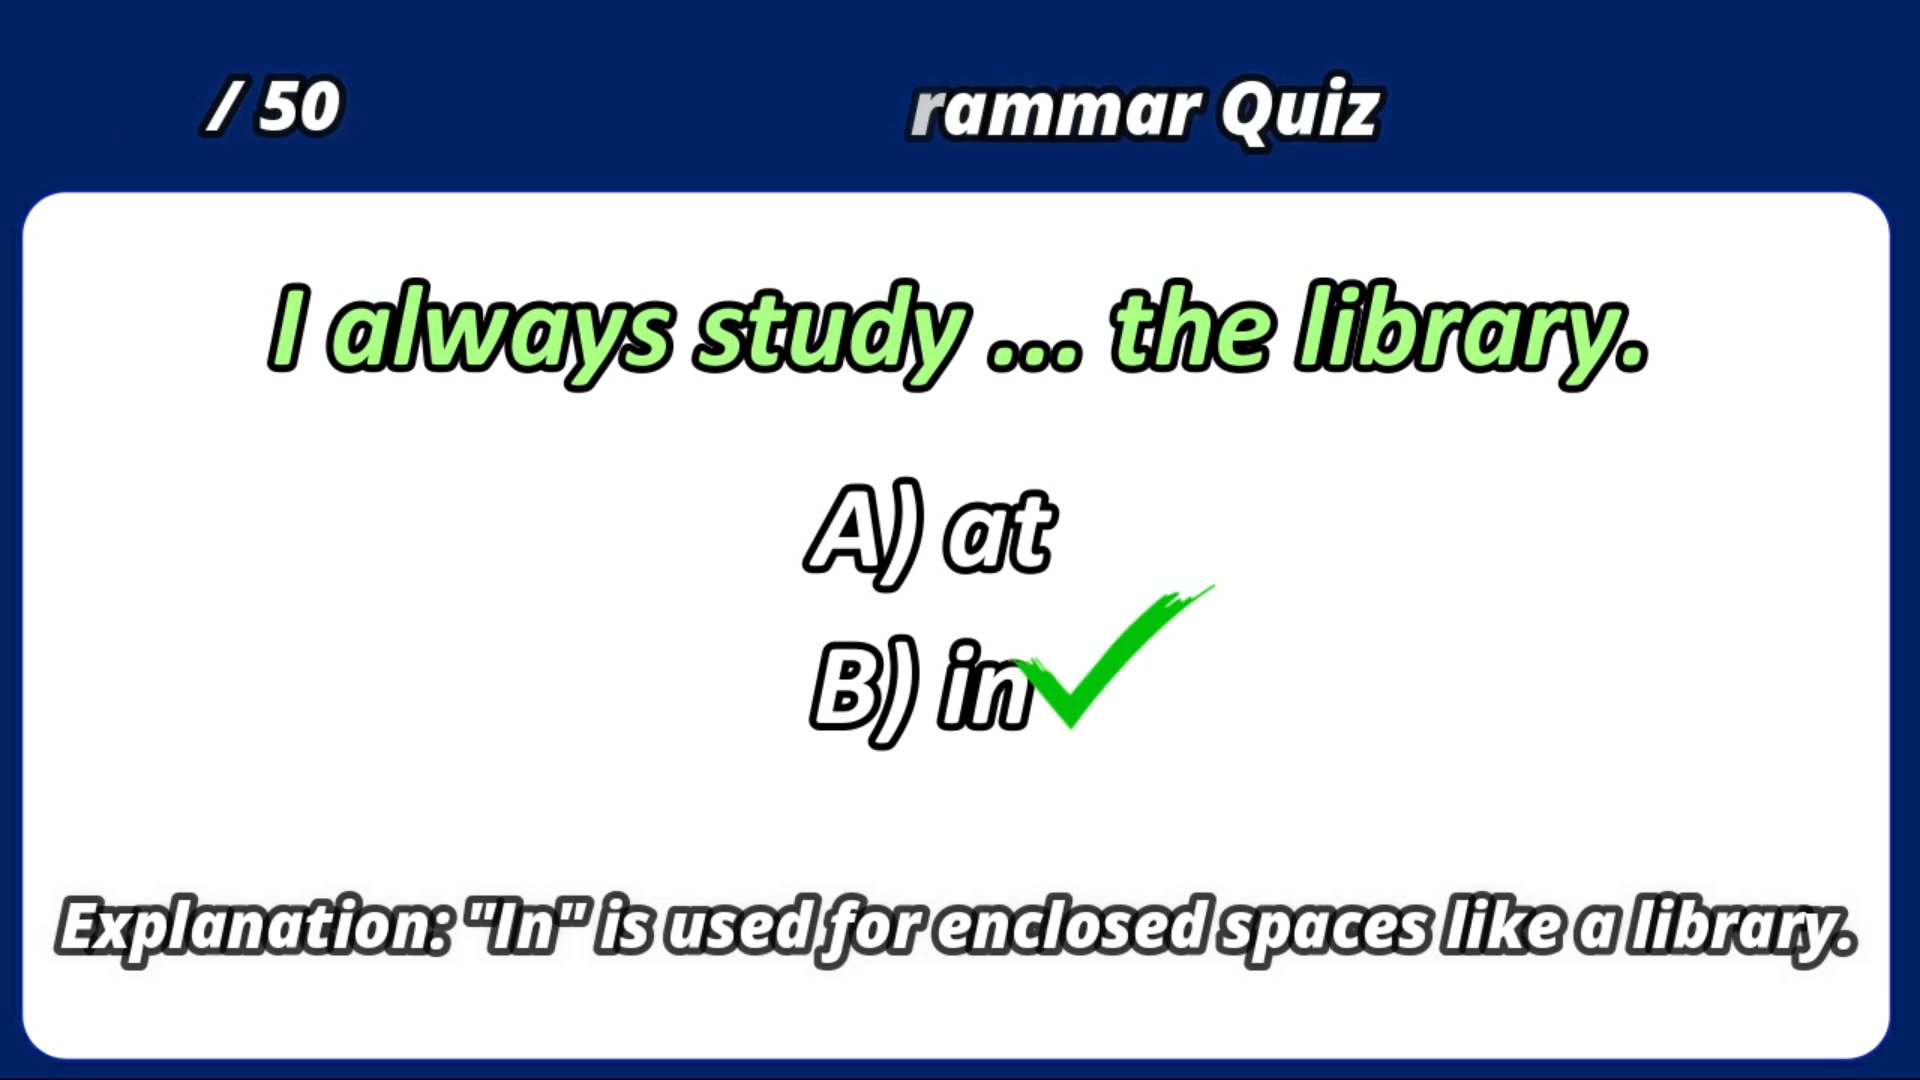 / 50
rammar Quiz
I always study ... the library.
A) at
B) in
Explanation: "In" is used for enclosed spaces like a library.